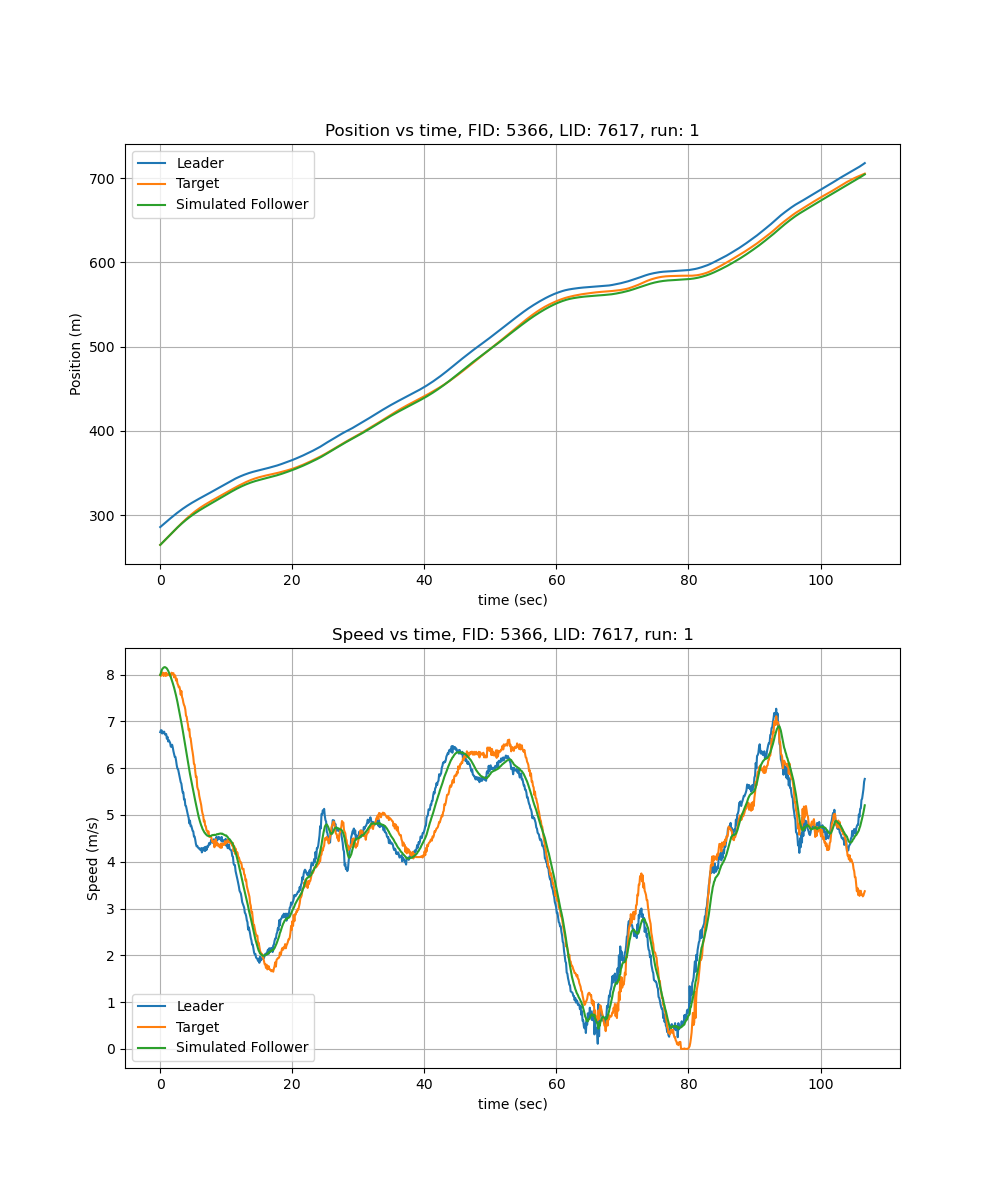 Position vs time, FID: 5366, LID: 7617, run: 1
Leader
Target
Simulated Follower
700
600
500
400
300
Position (m)
0 20 40 60 80 100
time (sec)
Speed vs time, FID: 5366, LID: 7617, run: 1
8
7
6
5
4
3
2
1
0
Speed (m/s)
Leader
Target
Simulated Follower
0 20 40 60 80 100
time (sec)